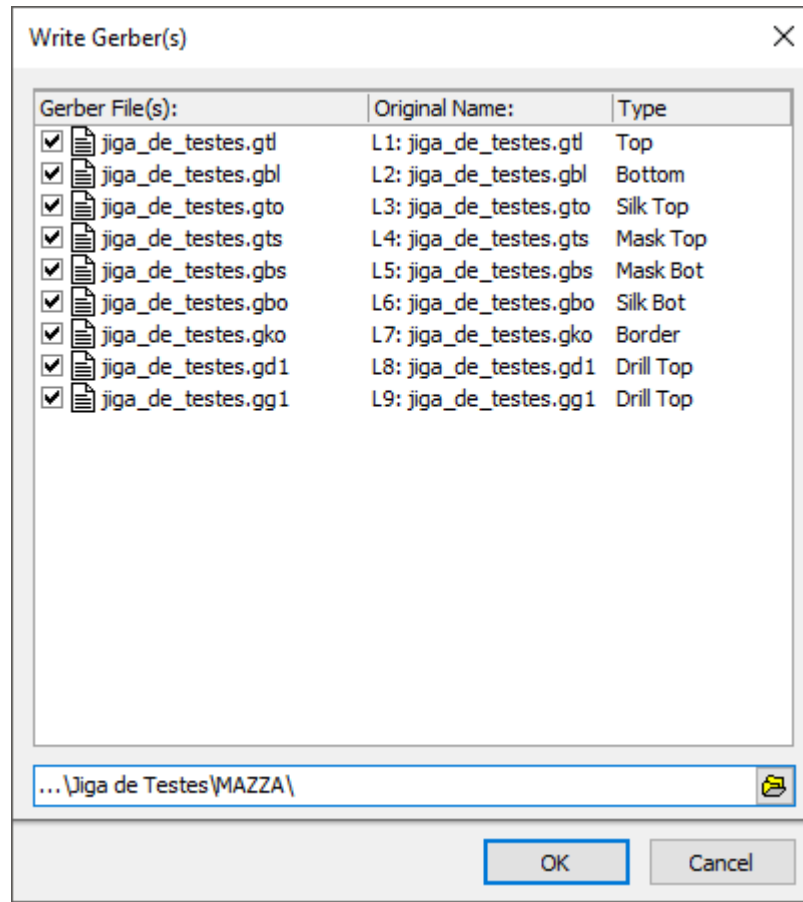 Write Gerber(s)
Gerber File(s): Original Name: Type
jiga_de_testes.gtl L1: jiga_de_testes.gtl Top
jiga_de_testes.gbl L2: jiga_de_testes.gbl Bottom
jiga_de_testes.gto L3: jiga_de_testes.gto Silk Top
jiga_de_testes.gts L4: jiga_de_testes.gts Mask Top
jiga_de_testes.gbs L5: jiga_de_testes.gbs Mask Bot
jiga_de_testes.gbo L6: jiga_de_testes.gbo Silk Bot
jiga_de_testes.gko L7: jiga_de_testes.gko Border
jiga_de_testes.gd1 L8: jiga_de_testes.gd1 Drill Top
jiga_de_testes.gg1 L9: jiga_de_testes.gg1 Drill Top
...\Jiga de Testes\MAZZA\
OK Cancel